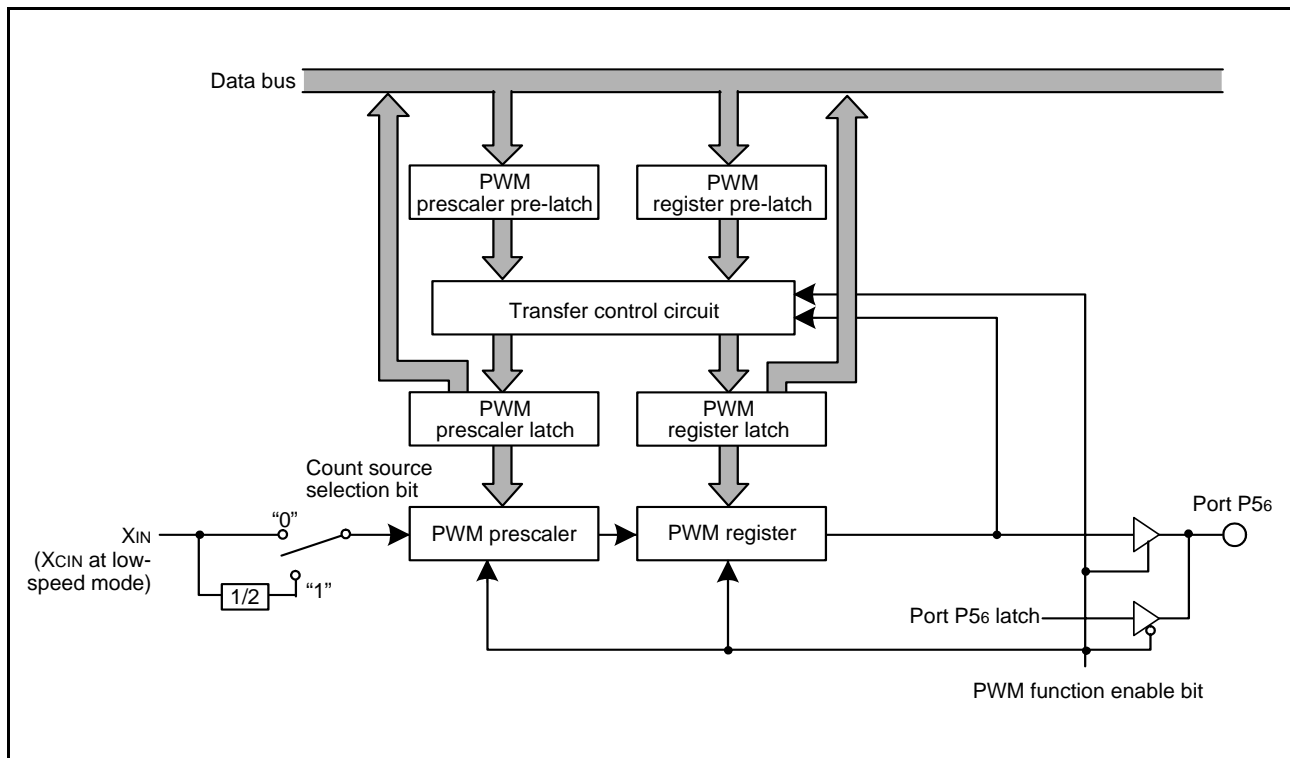 Data bus
PWM
prescaler pre-latch
PWM
register pre-latch
Transfer control circuit
PWM
prescaler latch
PWM
register latch
Count source
selection bit
Port P56
XIN
(XCIN at low-
speed mode)
“0”
PWM prescaler
PWM register
1/2
“1”
Port P56 latch
PWM function enable bit